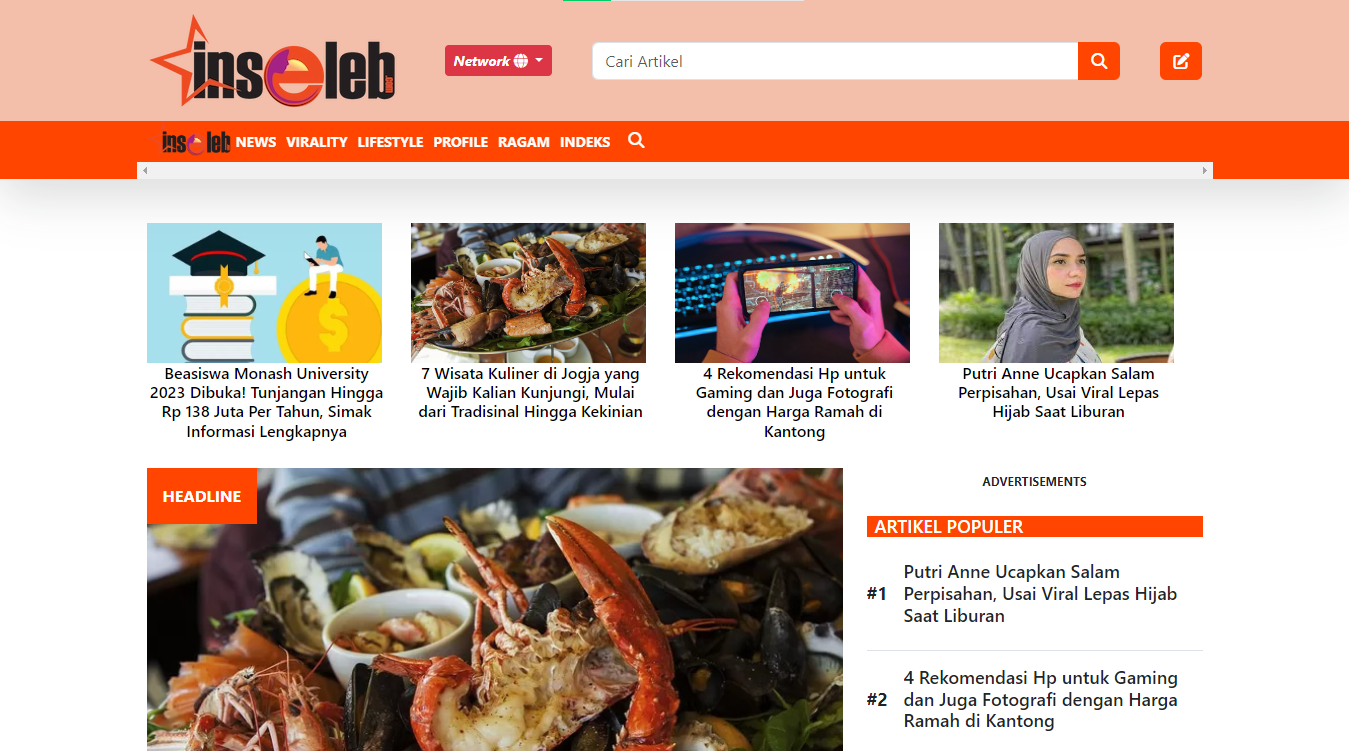 inseleb
.com
Network
Cari Artikel
inseleb NEWS VIRALITY LIFESTYLE PROFILE RAGAM INDEKS
Beasiswa Monash University
2023 Dibuka! Tunjangan Hingga
Rp 138 Juta Per Tahun, Simak
Informasi Lengkapnya
7 Wisata Kuliner di Jogja yang
Wajib Kalian Kunjungi, Mulai
dari Tradisinal Hingga Kekinian
4 Rekomendasi Hp untuk
Gaming dan Juga Fotografi
dengan Harga Ramah di
Kantong
Putri Anne Ucapkan Salam
Perpisahan, Usai Viral Lepas
Hijab Saat Liburan
HEADLINE
ADVERTISEMENTS
ARTIKEL POPULER
#1 Putri Anne Ucapkan Salam
Perpisahan, Usai Viral Lepas Hijab
Saat Liburan
#2 4 Rekomendasi Hp untuk Gaming
dan Juga Fotografi dengan Harga
Ramah di Kantong